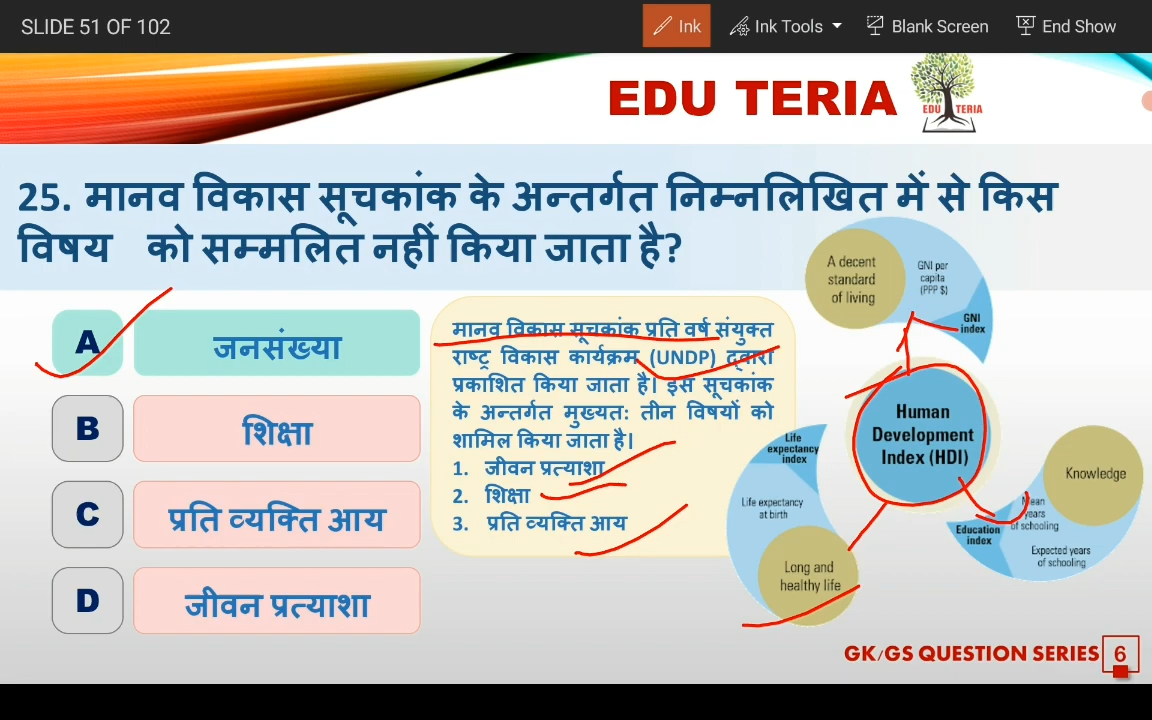 SLIDE 51 OF 102
Ink
Ink Tools
Blank Screen
End Show
EDU TERIA
EDU TERIA
25. मानव विकास सूचकांक के अन्तर्गत निम्नलिखित में से किस
विषय को सम्मलित नहीं किया जाता है?
A जनसंख्या
B शिक्षा
C प्रति व्यक्ति आय
D जीवन प्रत्याशा
मानव विकास सूचकांक प्रति वर्ष संयुक्त
राष्ट्र विकास कार्यक्रम (UNDP) द्वारा
प्रकाशित किया जाता है। इस सूचकांक
के अन्तर्गत मुख्यतः तीन विषयों को
शामिल किया जाता है।
1. जीवन प्रत्याशा
2. शिक्षा
3. प्रति व्यक्ति आय
A decent
standard
of living
GNI per
capita
(PPP $)
GNI
index
Human
Development
Index (HDI)
Life
expectancy
index
Life expectancy
at birth
Long and
healthy life
Knowledge
Mean
years
of schooling
Education
index
Expected years
of schooling
GK/GS QUESTION SERIES 6